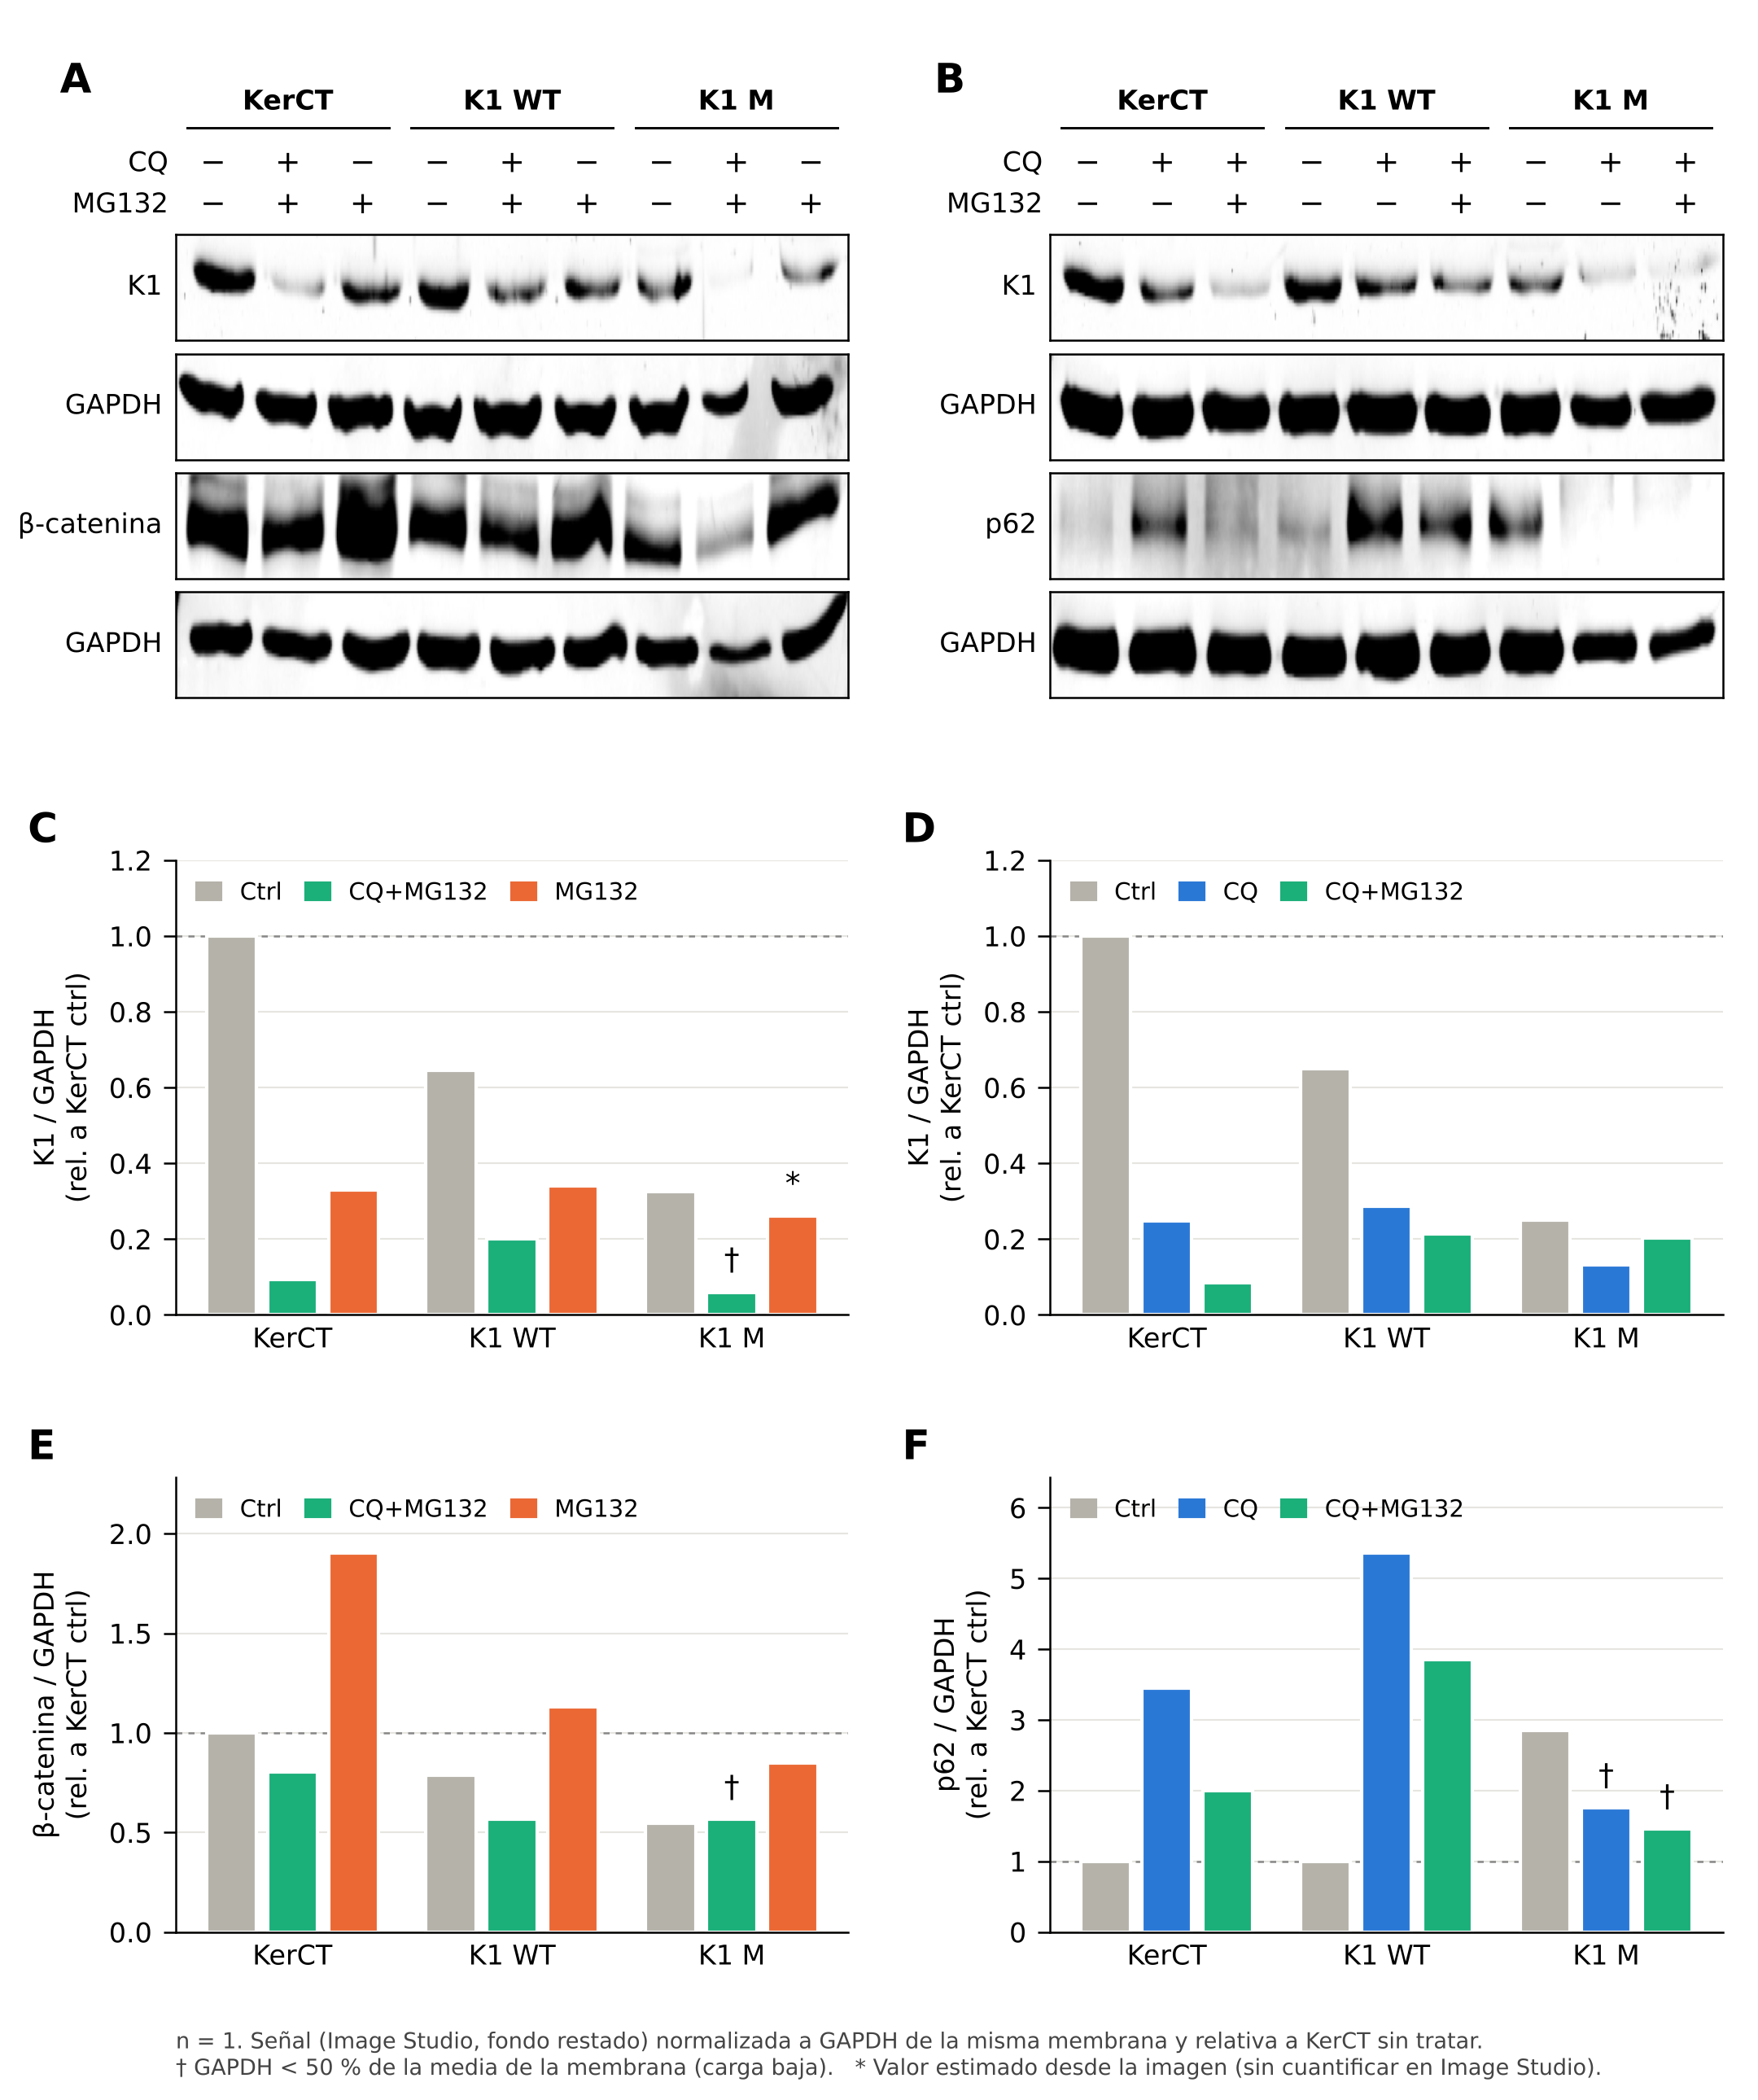 A
KerCT K1 WT K1 M
CQ − + − − + − − + −
MG132 − + + − + + − + +
K1
GAPDH
β-catenina
GAPDH
B
KerCT K1 WT K1 M
CQ − + + − + + − + +
MG132 − − + − − + − − +
K1
GAPDH
p62
GAPDH
C
K1 / GAPDH
(rel. a KerCT ctrl)
1.2
1.0
0.8
0.6
0.4
0.2
0.0
Ctrl CQ+MG132 MG132
† *
KerCT K1 WT K1 M
D
K1 / GAPDH
(rel. a KerCT ctrl)
1.2
1.0
0.8
0.6
0.4
0.2
0.0
Ctrl CQ CQ+MG132
KerCT K1 WT K1 M
E
β-catenina / GAPDH
(rel. a KerCT ctrl)
2.0
1.5
1.0
0.5
0.0
Ctrl CQ+MG132 MG132
†
KerCT K1 WT K1 M
F
p62 / GAPDH
(rel. a KerCT ctrl)
6
5
4
3
2
1
0
Ctrl CQ CQ+MG132
† †
KerCT K1 WT K1 M
n = 1. Señal (Image Studio, fondo restado) normalizada a GAPDH de la misma membrana y relativa a KerCT sin tratar.
† GAPDH < 50 % de la media de la membrana (carga baja). * Valor estimado desde la imagen (sin cuantificar en Image Studio).